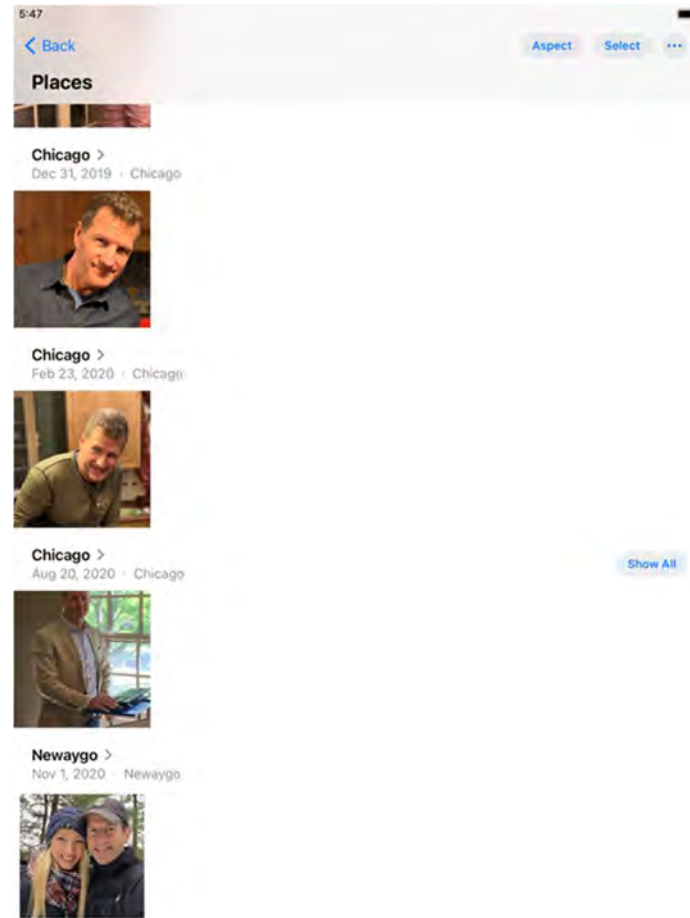 5:47
Back
Aspect
Select
Places
Chicago >
Dec 31, 2019 · Chicago
Chicago >
Feb 23, 2020 · Chicago
Chicago >
Show All
Aug 20, 2020 · Chicago
Newaygo >
Nov 1, 2020 · Newaygo